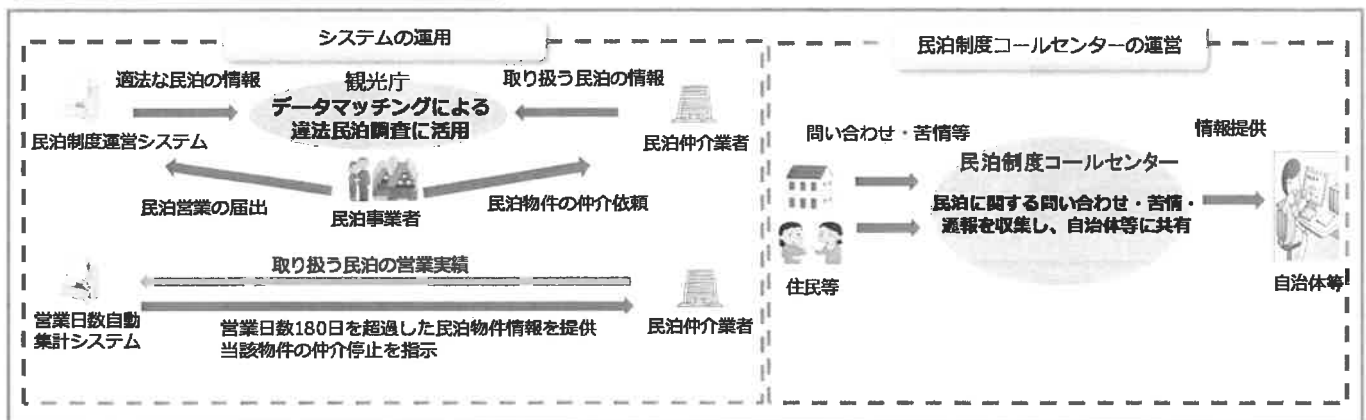 システムの運用
適法な民泊の情報
観光庁
取り扱う民泊の情報
データマッチングによる
違法民泊調査に活用
民泊制度運営システム
民泊仲介業者
民泊営業の届出
民泊事業者
民泊物件の仲介依頼
取り扱う民泊の営業実績
営業日数自動
集計システム
営業日数180日を超過した民泊物件情報を提供
当該物件の仲介停止を指示
民泊仲介業者
民泊制度コールセンターの運営
問い合わせ・苦情等
情報提供
民泊制度コールセンター
民泊に関する問い合わせ・苦情・
通報を収集し、自治体等に共有
住民等
自治体等